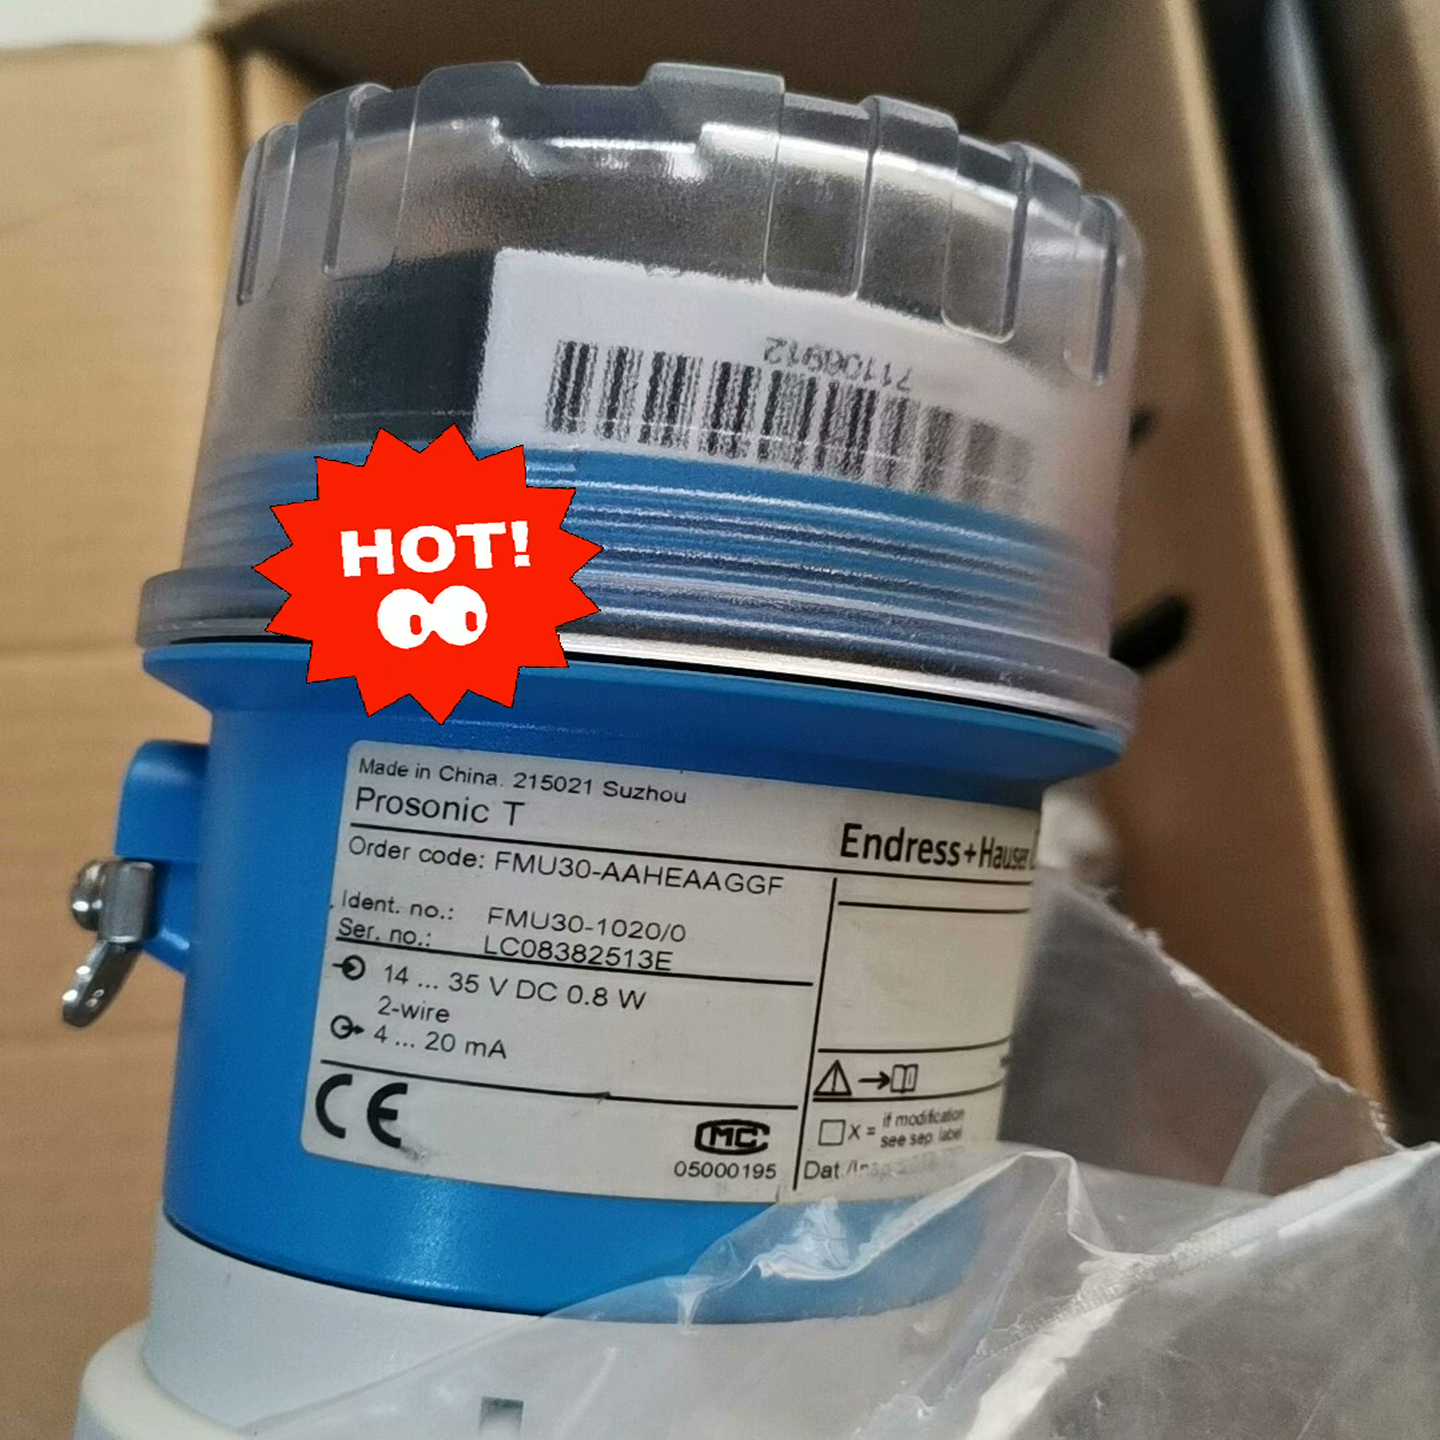 71106912
HOT!
Made in China. 215021 Suzhou
Prosonic T
Endress+Hauser
Order code: FMU30-AAHEAAGGF
Ident. no.: FMU30-1020/0
Ser. no.: LC08382513E
14 ... 35 V DC 0.8 W
2-wire
4 ... 20 mA
CE
MC
05000195
X = if modification
see sep. label
Dat./Insp.